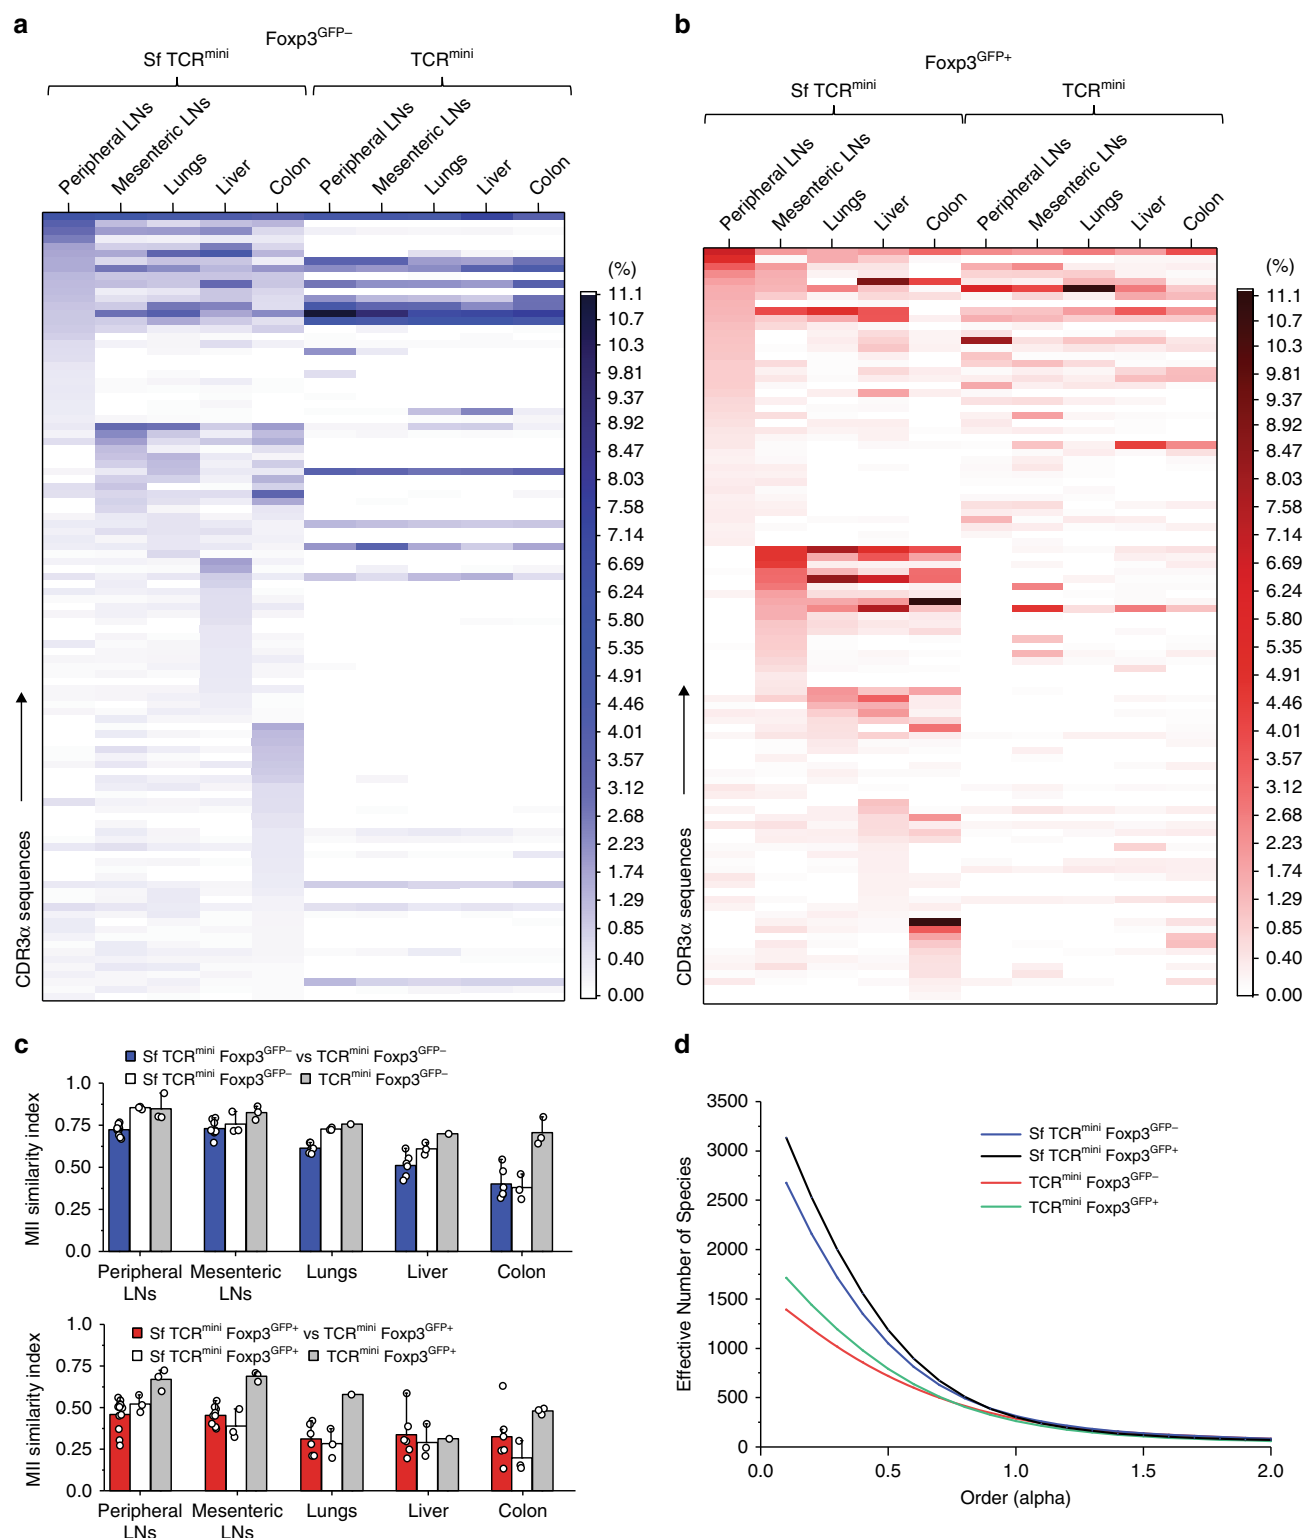 a
Foxp3GFP–
Sf TCRmini
TCRmini
Peripheral LNs
Mesenteric LNs
Lungs
Liver
Colon
Peripheral LNs
Mesenteric LNs
Lungs
Liver
Colon
(%)
11.1
10.7
10.3
9.81
9.37
8.92
8.47
8.03
7.58
7.14
6.69
6.24
5.80
5.35
4.91
4.46
4.01
3.57
3.12
2.68
2.23
1.74
1.29
0.85
0.40
0.00
CDR3α sequences
b
Foxp3GFP+
Sf TCRmini
TCRmini
Peripheral LNs
Mesenteric LNs
Lungs
Liver
Colon
Peripheral LNs
Mesenteric LNs
Lungs
Liver
Colon
(%)
11.1
10.7
10.3
9.81
9.37
8.92
8.47
8.03
7.58
7.14
6.69
6.24
5.80
5.35
4.91
4.46
4.01
3.57
3.12
2.68
2.23
1.74
1.29
0.85
0.40
0.00
CDR3α sequences
c
Sf TCRmini Foxp3GFP– vs TCRmini Foxp3GFP–
Sf TCRmini Foxp3GFP– TCRmini Foxp3GFP–
MII similarity index
1.0
0.75
0.50
0.25
0.0
Peripheral LNs
Mesenteric LNs
Lungs
Liver
Colon
Sf TCRmini Foxp3GFP+ vs TCRmini Foxp3GFP+
Sf TCRmini Foxp3GFP+ TCRmini Foxp3GFP+
MII similarity index
1.0
0.75
0.50
0.25
0.0
Peripheral LNs
Mesenteric LNs
Lungs
Liver
Colon
d
Effective Number of Species
3500
3000
2500
2000
1500
1000
500
0
Sf TCRmini Foxp3GFP–
Sf TCRmini Foxp3GFP+
TCRmini Foxp3GFP–
TCRmini Foxp3GFP+
0.0
0.5
1.0
1.5
2.0
Order (alpha)